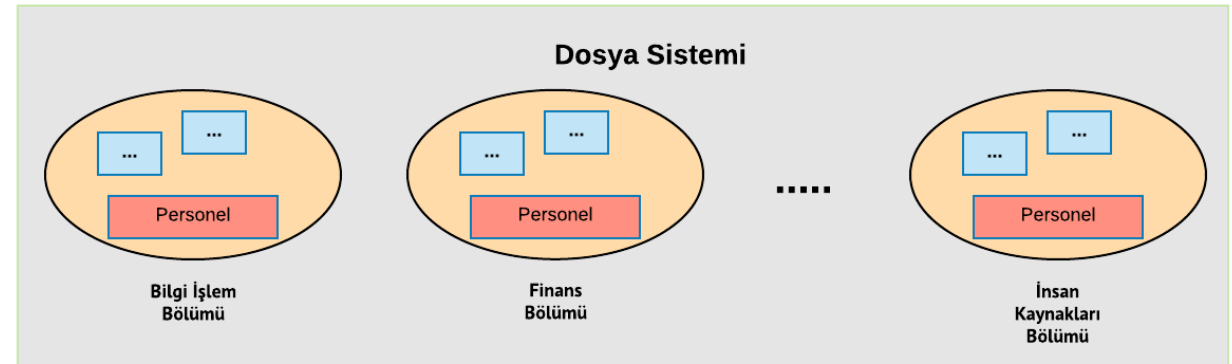 Dosya Sistemi
...
...
Personel
Bilgi İşlem
Bölümü
...
...
Personel
Finans
Bölümü
.....
...
...
Personel
İnsan
Kaynakları
Bölümü